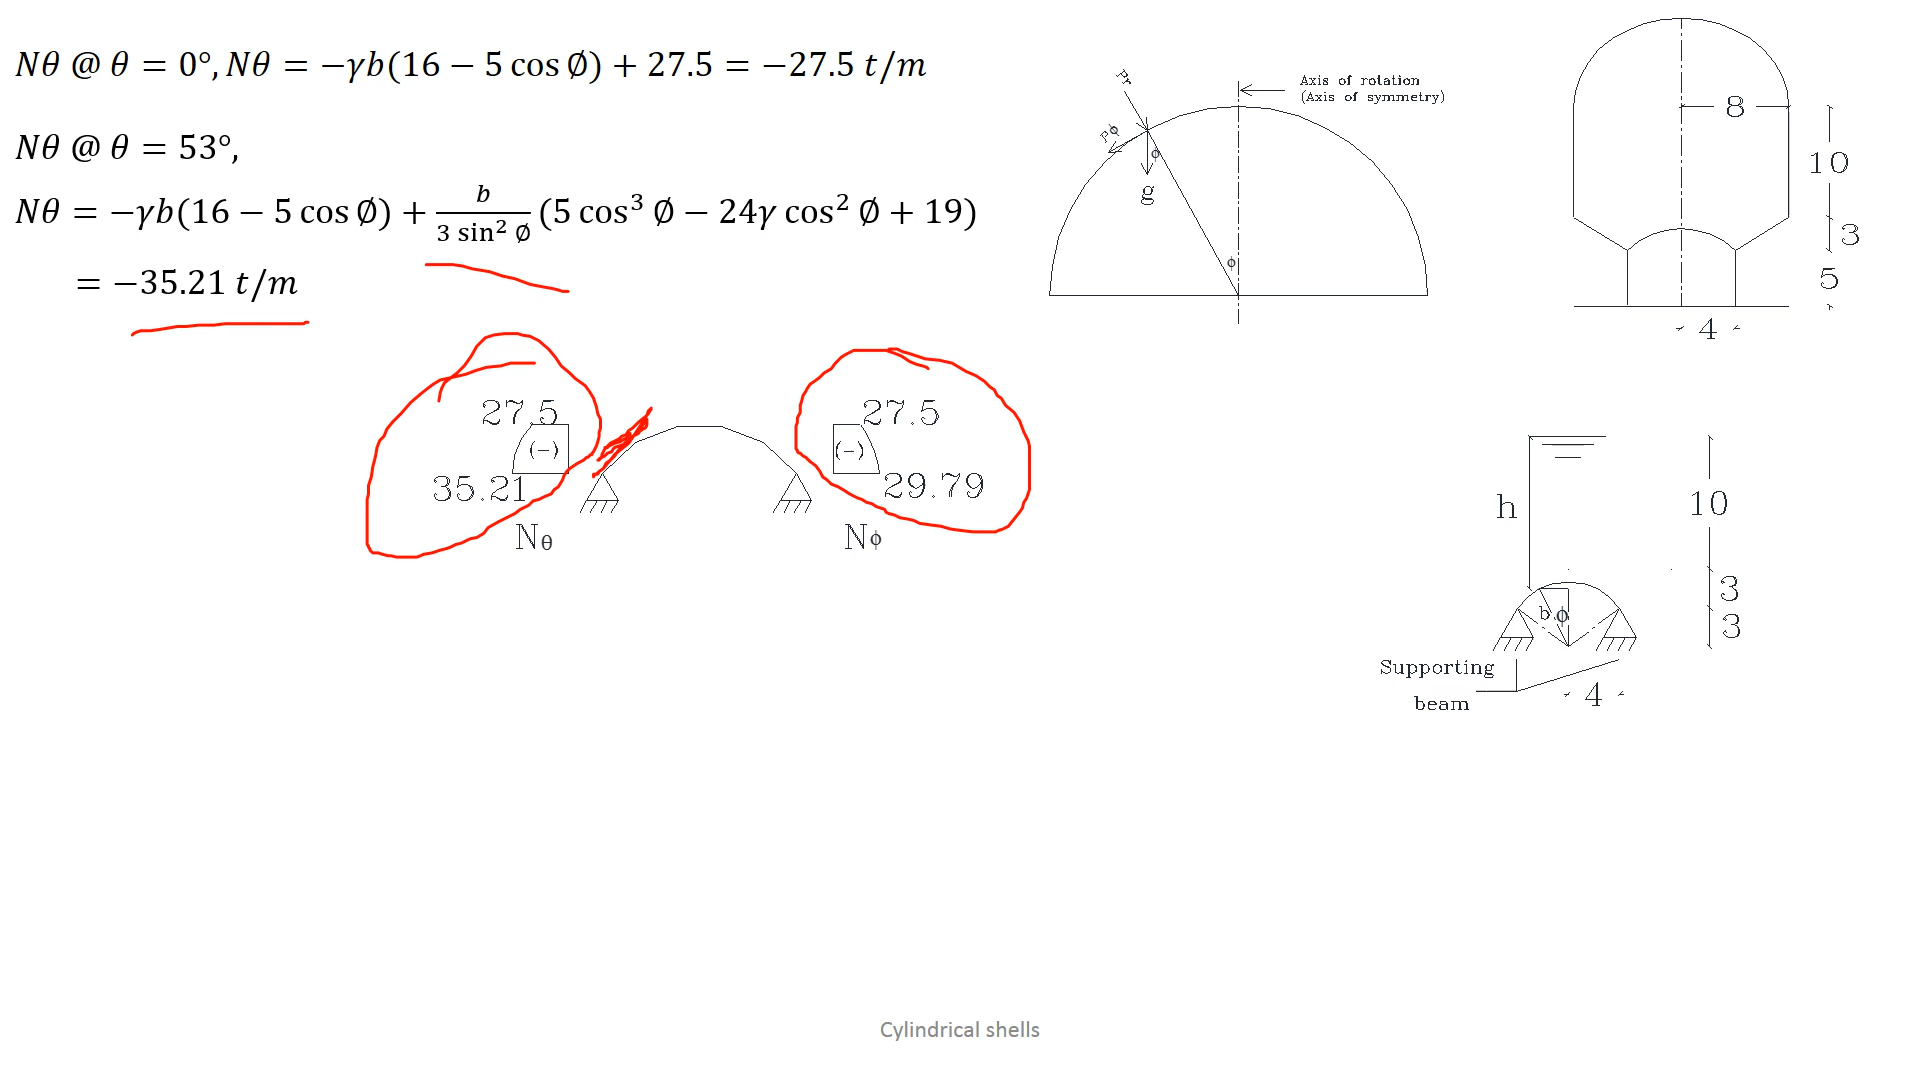 Nθ @ θ = 0°, Nθ = −γb(16 − 5 cos ∅) + 27.5 = −27.5 t/m
Nθ @ θ = 53°,
Nθ = −γb(16 − 5 cos ∅) + b/(3 sin² ∅) (5 cos³ ∅ − 24γ cos² ∅ + 19)
= −35.21 t/m
27.5
(−)
35.21
Nθ
27.5
(−)
29.79
Nϕ
Pr
Pϕ
ϕ
g
ϕ
Axis of rotation
(Axis of symmetry)
8
10
3
5
4
h
10
3
3
b
ϕ
Supporting
beam
4
Cylindrical shells